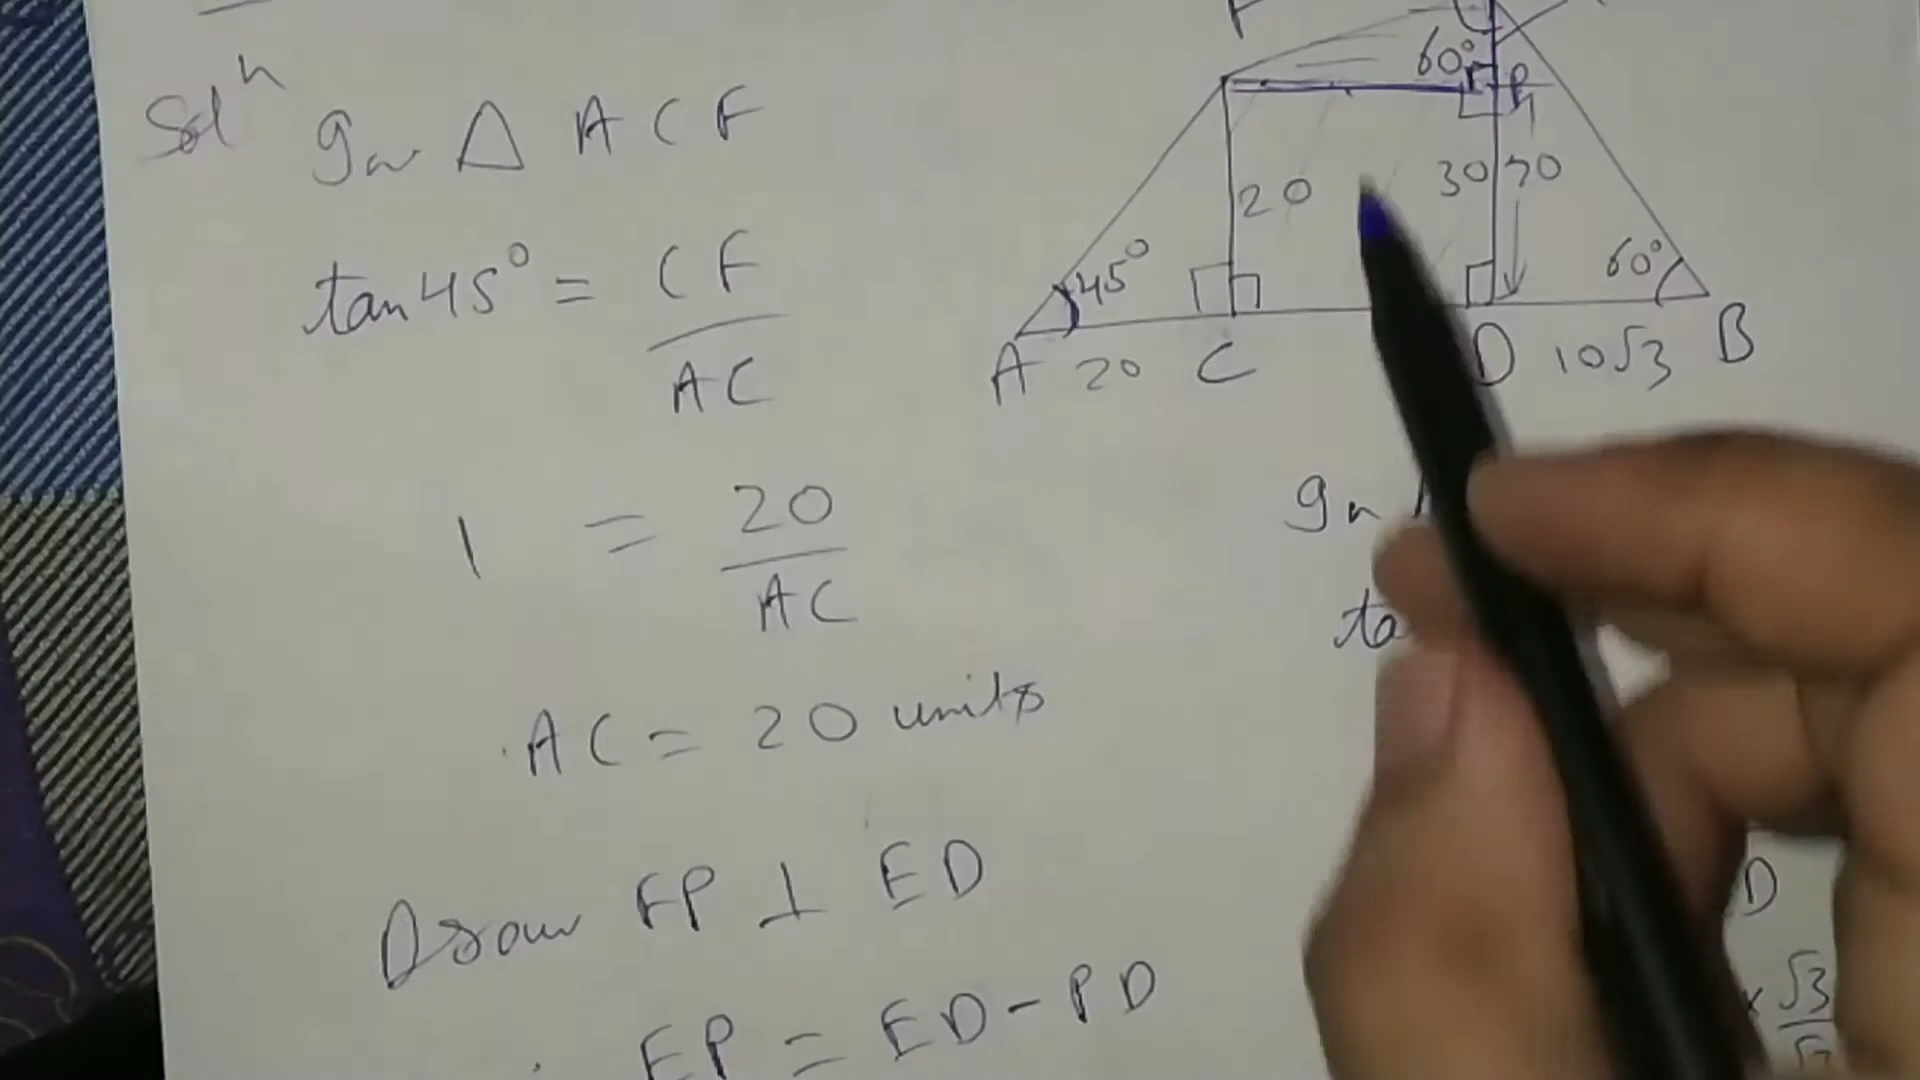 Solⁿ
In △ ACF
tan 45° = CF/AC
1 = 20/AC
AC = 20 units
Draw FP ⊥ ED
EP = ED - PD
F
60°
P
20
30
45°
60°
A 20 C D 10√3 B
In
ta
D
× √3